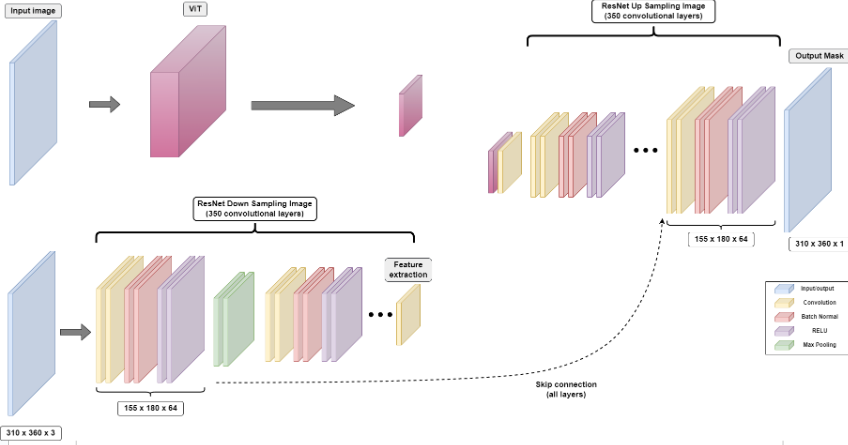 Input image
ViT
ResNet Up Sampling Image
(350 convolutional layers)
Output Mask
ResNet Down Sampling Image
(350 convolutional layers)
Feature
extraction
155 x 180 x 64
310 x 360 x 1
Input/output
Convolution
Batch Normal
RELU
Max Pooling
Skip connection
(all layers)
155 x 180 x 64
310 x 360 x 3